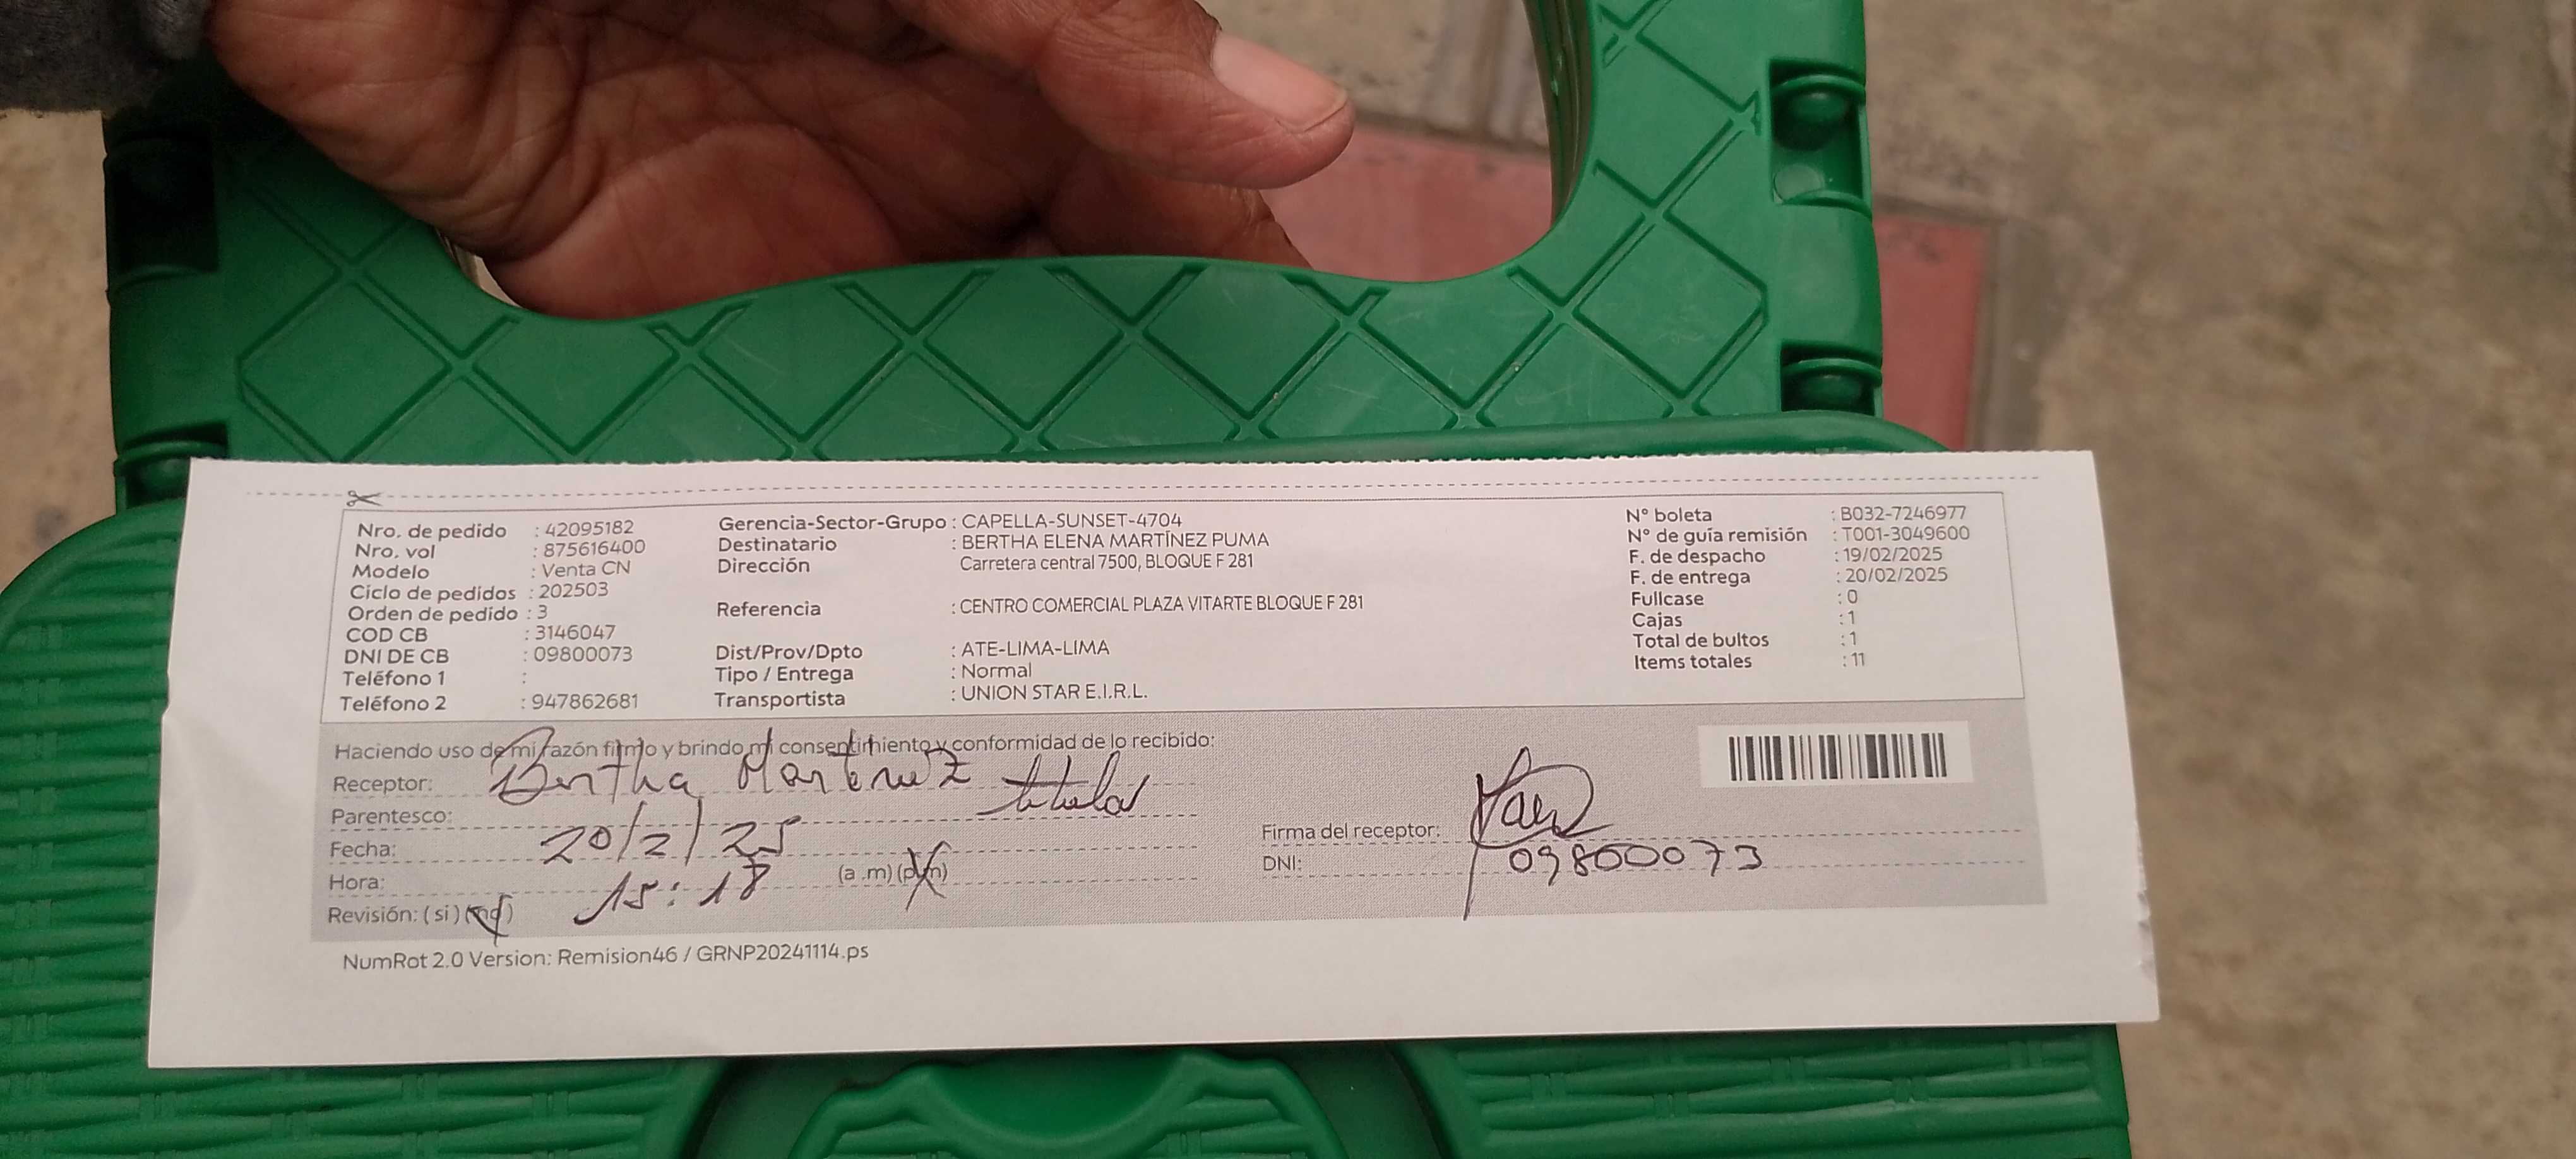 Nro. de pedido : 42095182
Nro. vol : 875616400
Modelo : Venta CN
Ciclo de pedidos : 202503
Orden de pedido : 3
COD CB : 3146047
DNI DE CB : 09800073
Teléfono 1 :
Teléfono 2 : 947862681
Gerencia-Sector-Grupo : CAPELLA-SUNSET-4704
Destinatario : BERTHA ELENA MARTÍNEZ PUMA
Dirección Carretera central 7500, BLOQUE F 281
Referencia : CENTRO COMERCIAL PLAZA VITARTE BLOQUE F 281
Dist/Prov/Dpto : ATE-LIMA-LIMA
Tipo / Entrega : Normal
Transportista : UNION STAR E.I.R.L.
N° boleta : B032-7246977
N° de guía remisión : T001-3049600
F. de despacho : 19/02/2025
F. de entrega : 20/02/2025
Fullcase : 0
Cajas : 1
Total de bultos : 1
Items totales : 11
Haciendo uso de mi razón firmo y brindo mi consentimiento y conformidad de lo recibido:
Receptor: Bertha Martinez
Parentesco: titular
Fecha: 20/2/25
Hora: 15:18 (a .m) (p.m)
Revisión: ( si ) (no)
Firma del receptor:
DNI: 09800073
NumRot 2.0 Version: Remision46 / GRNP20241114.ps